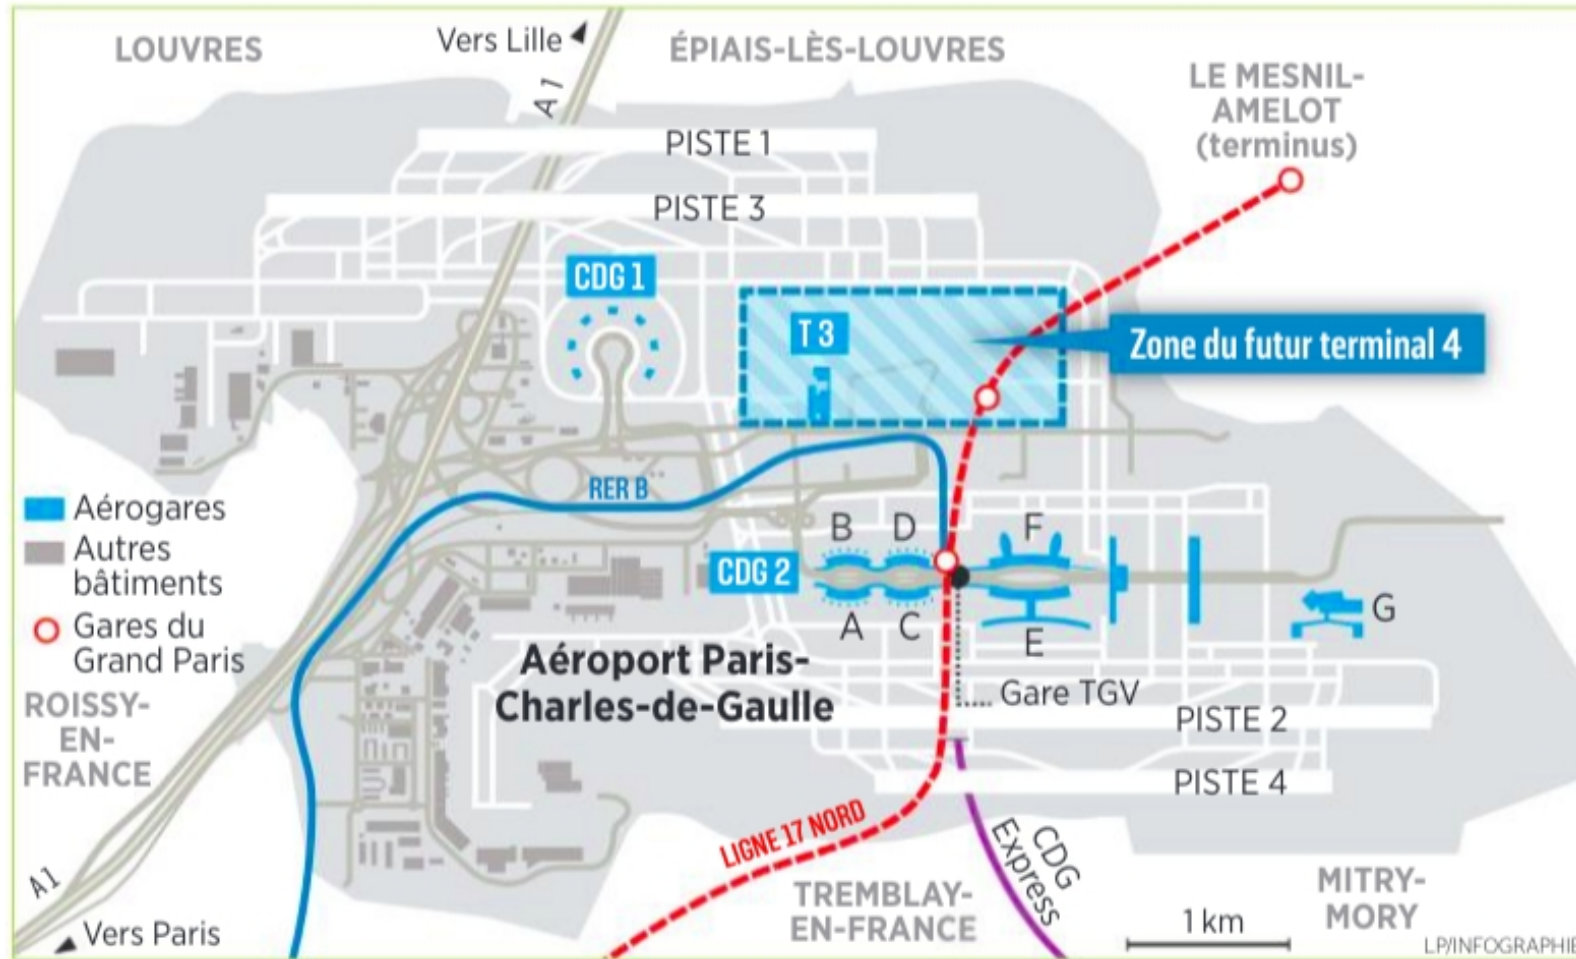 LOUVRES
Vers Lille
ÉPIAIS-LÈS-LOUVRES
LE MESNIL-
AMELOT
(terminus)
A 1
PISTE 1
PISTE 3
CDG 1
T 3
Zone du futur terminal 4
RER B
Aérogares
Autres
bâtiments
Gares du
Grand Paris
B
D
F
CDG 2
A
C
E
G
Aéroport Paris-
Charles-de-Gaulle
Gare TGV
PISTE 2
PISTE 4
ROISSY-
EN-
FRANCE
LIGNE 17 NORD
CDG
Express
TREMBLAY-
EN-FRANCE
MITRY-
MORY
A1
Vers Paris
1 km
LP/INFOGRAPHIE